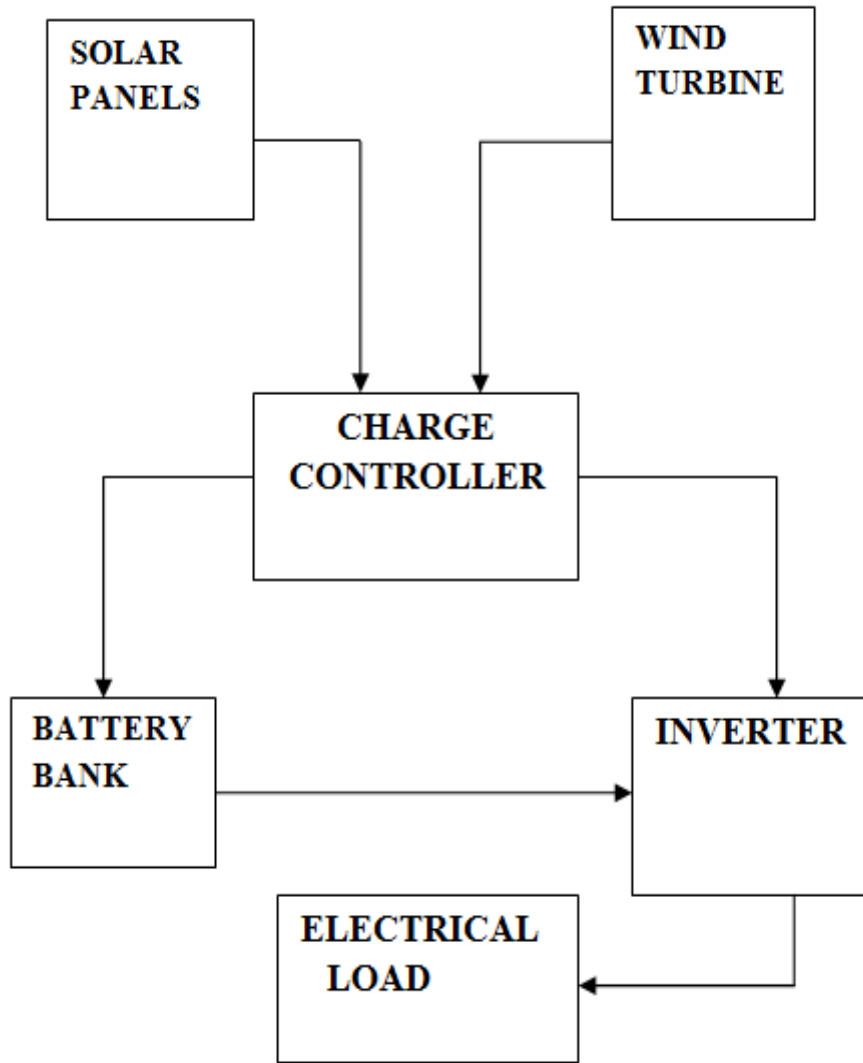 SOLAR
PANELS
WIND
TURBINE
CHARGE
CONTROLLER
BATTERY
BANK
INVERTER
ELECTRICAL
LOAD